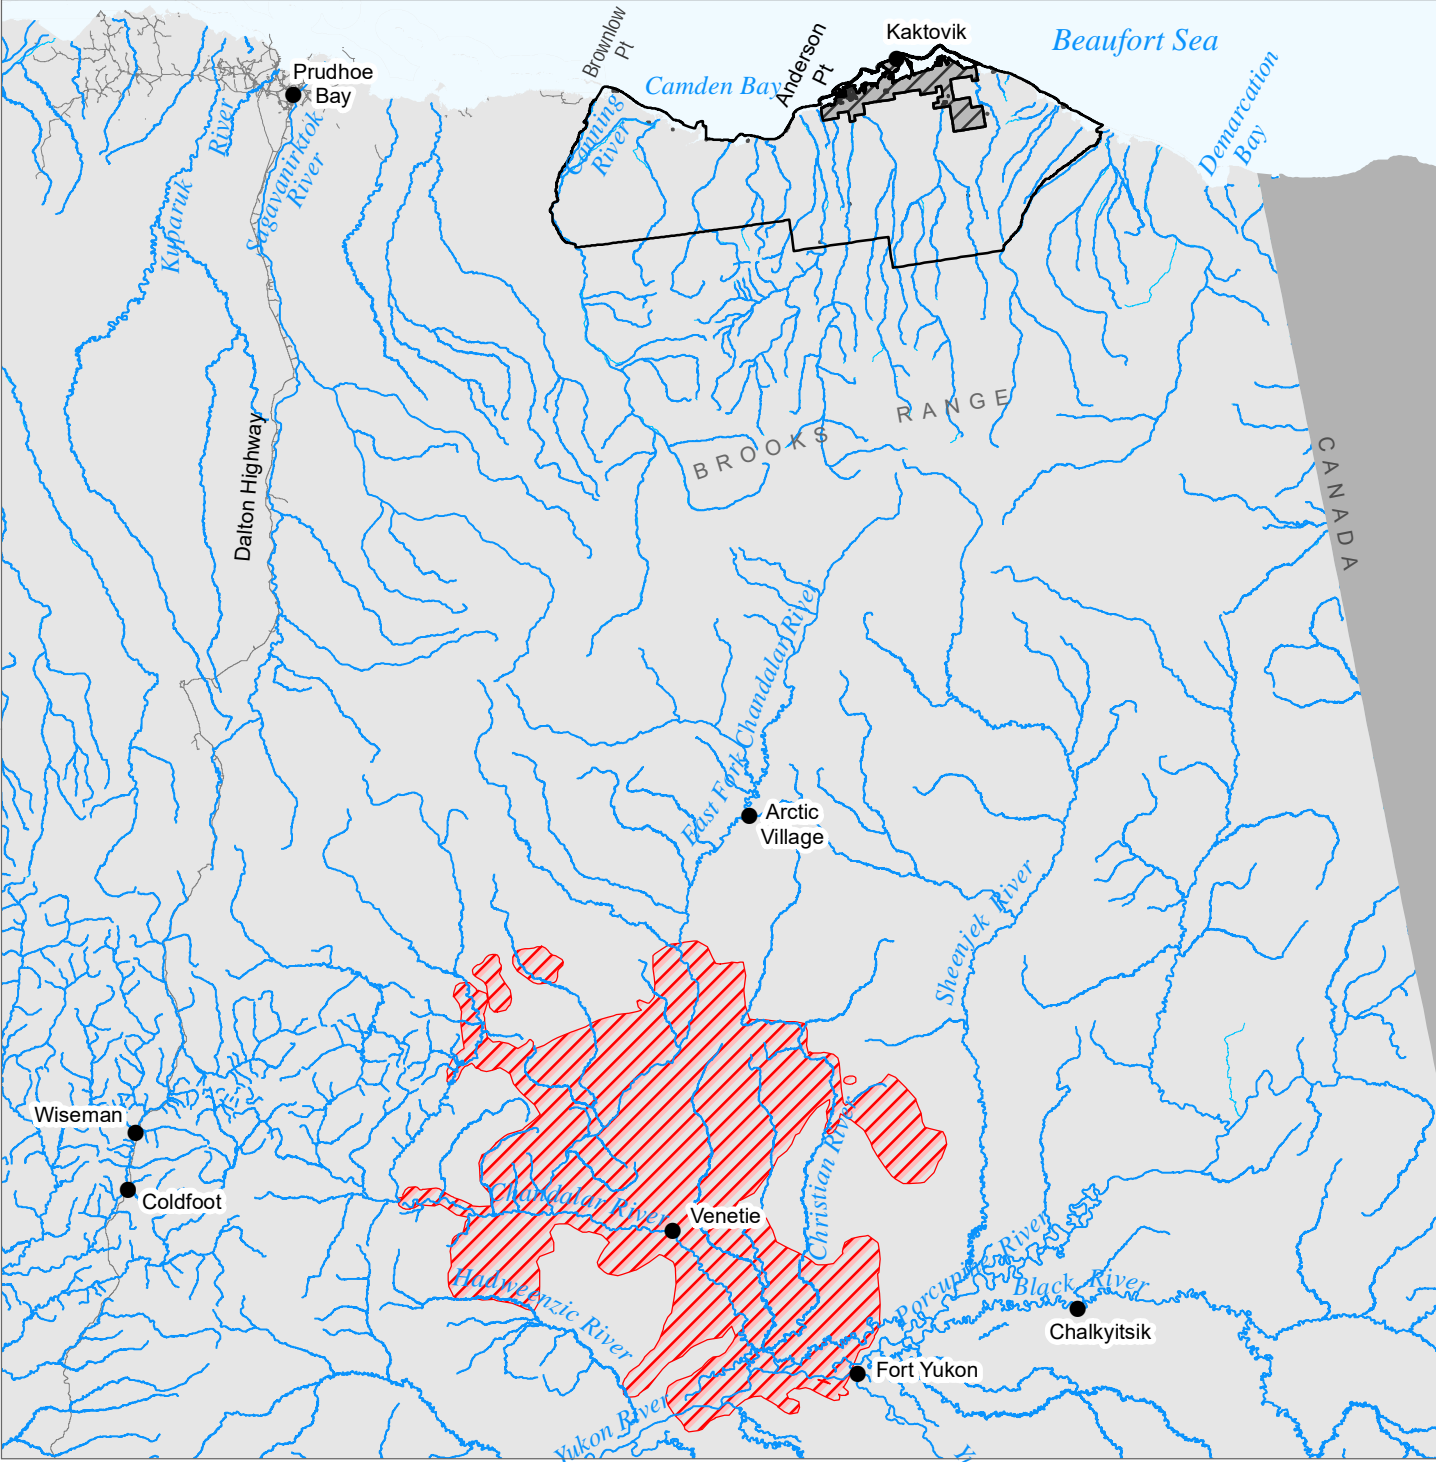 Beaufort Sea
Kaktovik
Brownlow
Pt
Anderson
Pt
Camden Bay
Demarcation
Bay
Prudhoe
Bay
Canning
River
Kuparuk
River
Sagavanirktok
River
Dalton Highway
BROOKS RANGE
CANADA
East Fork Chandalar River
Arctic
Village
Sheenjek River
Wiseman
Coldfoot
Chandalar River
Venetie
Christian River
Hadweenzic River
Porcupine River
Black River
Chalkyitsik
Fort Yukon
Yukon River